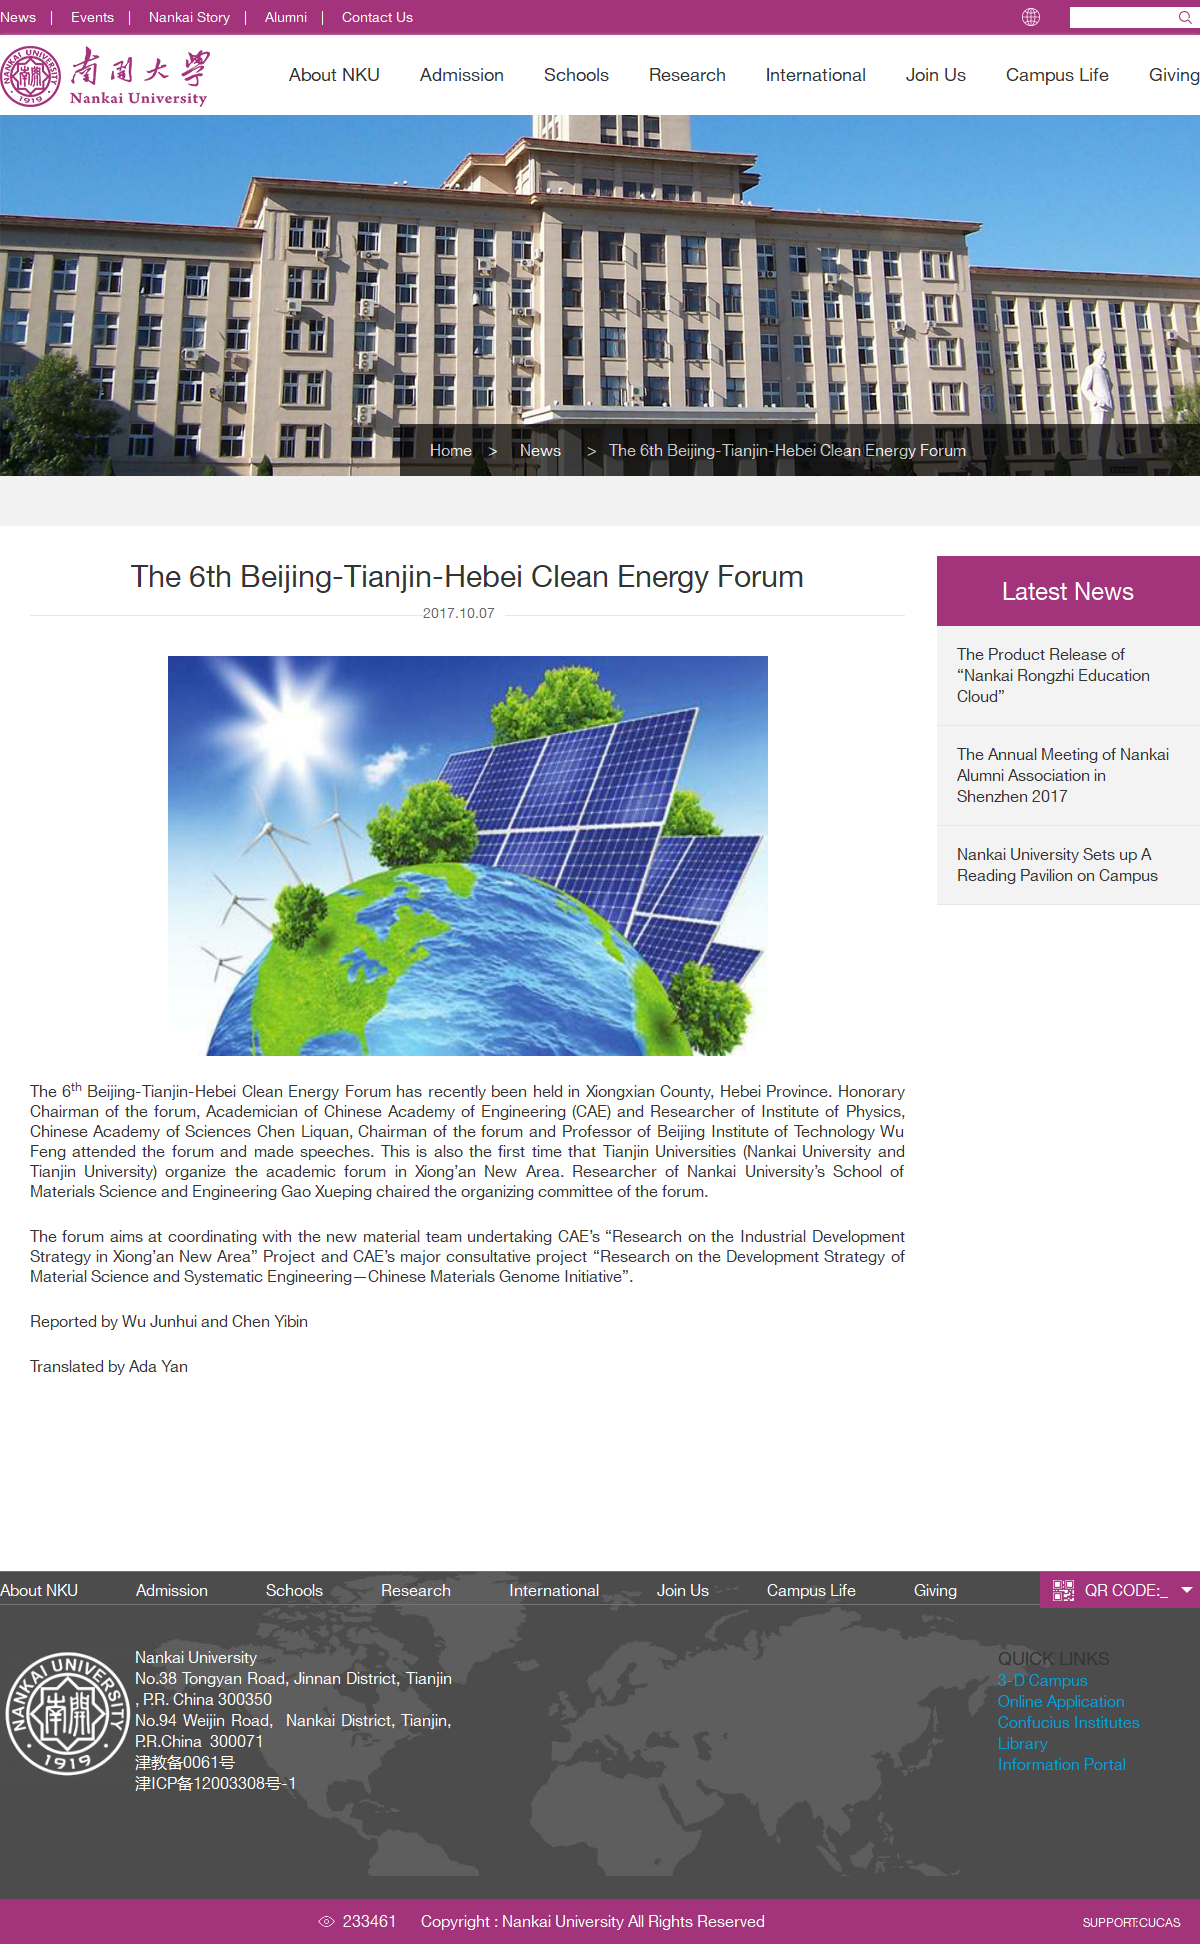 News | Events | Nankai Story | Alumni | Contact Us
NANKAI UNIVERSITY
1919
南開大學
Nankai University
About NKU Admission Schools Research International Join Us Campus Life Giving
Home > News > The 6th Beijing-Tianjin-Hebei Clean Energy Forum
The 6th Beijing-Tianjin-Hebei Clean Energy Forum
2017.10.07
The 6th Beijing-Tianjin-Hebei Clean Energy Forum has recently been held in Xiongxian County, Hebei Province. Honorary
Chairman of the forum, Academician of Chinese Academy of Engineering (CAE) and Researcher of Institute of Physics,
Chinese Academy of Sciences Chen Liquan, Chairman of the forum and Professor of Beijing Institute of Technology Wu
Feng attended the forum and made speeches. This is also the first time that Tianjin Universities (Nankai University and
Tianjin University) organize the academic forum in Xiong’an New Area. Researcher of Nankai University’s School of
Materials Science and Engineering Gao Xueping chaired the organizing committee of the forum.
The forum aims at coordinating with the new material team undertaking CAE’s “Research on the Industrial Development
Strategy in Xiong’an New Area” Project and CAE’s major consultative project “Research on the Development Strategy of
Material Science and Systematic Engineering—Chinese Materials Genome Initiative”.
Reported by Wu Junhui and Chen Yibin
Translated by Ada Yan
Latest News
The Product Release of
“Nankai Rongzhi Education
Cloud”
The Annual Meeting of Nankai
Alumni Association in
Shenzhen 2017
Nankai University Sets up A
Reading Pavilion on Campus
About NKU Admission Schools Research International Join Us Campus Life Giving
QR CODE:_
NANKAI UNIVERSITY
南開
1919
Nankai University
No.38 Tongyan Road, Jinnan District, Tianjin
, P.R. China 300350
No.94 Weijin Road, Nankai District, Tianjin,
P.R.China 300071
津教备0061号
津ICP备12003308号-1
QUICK LINKS
3-D Campus
Online Application
Confucius Institutes
Library
Information Portal
233461 Copyright : Nankai University All Rights Reserved
SUPPORT:CUCAS